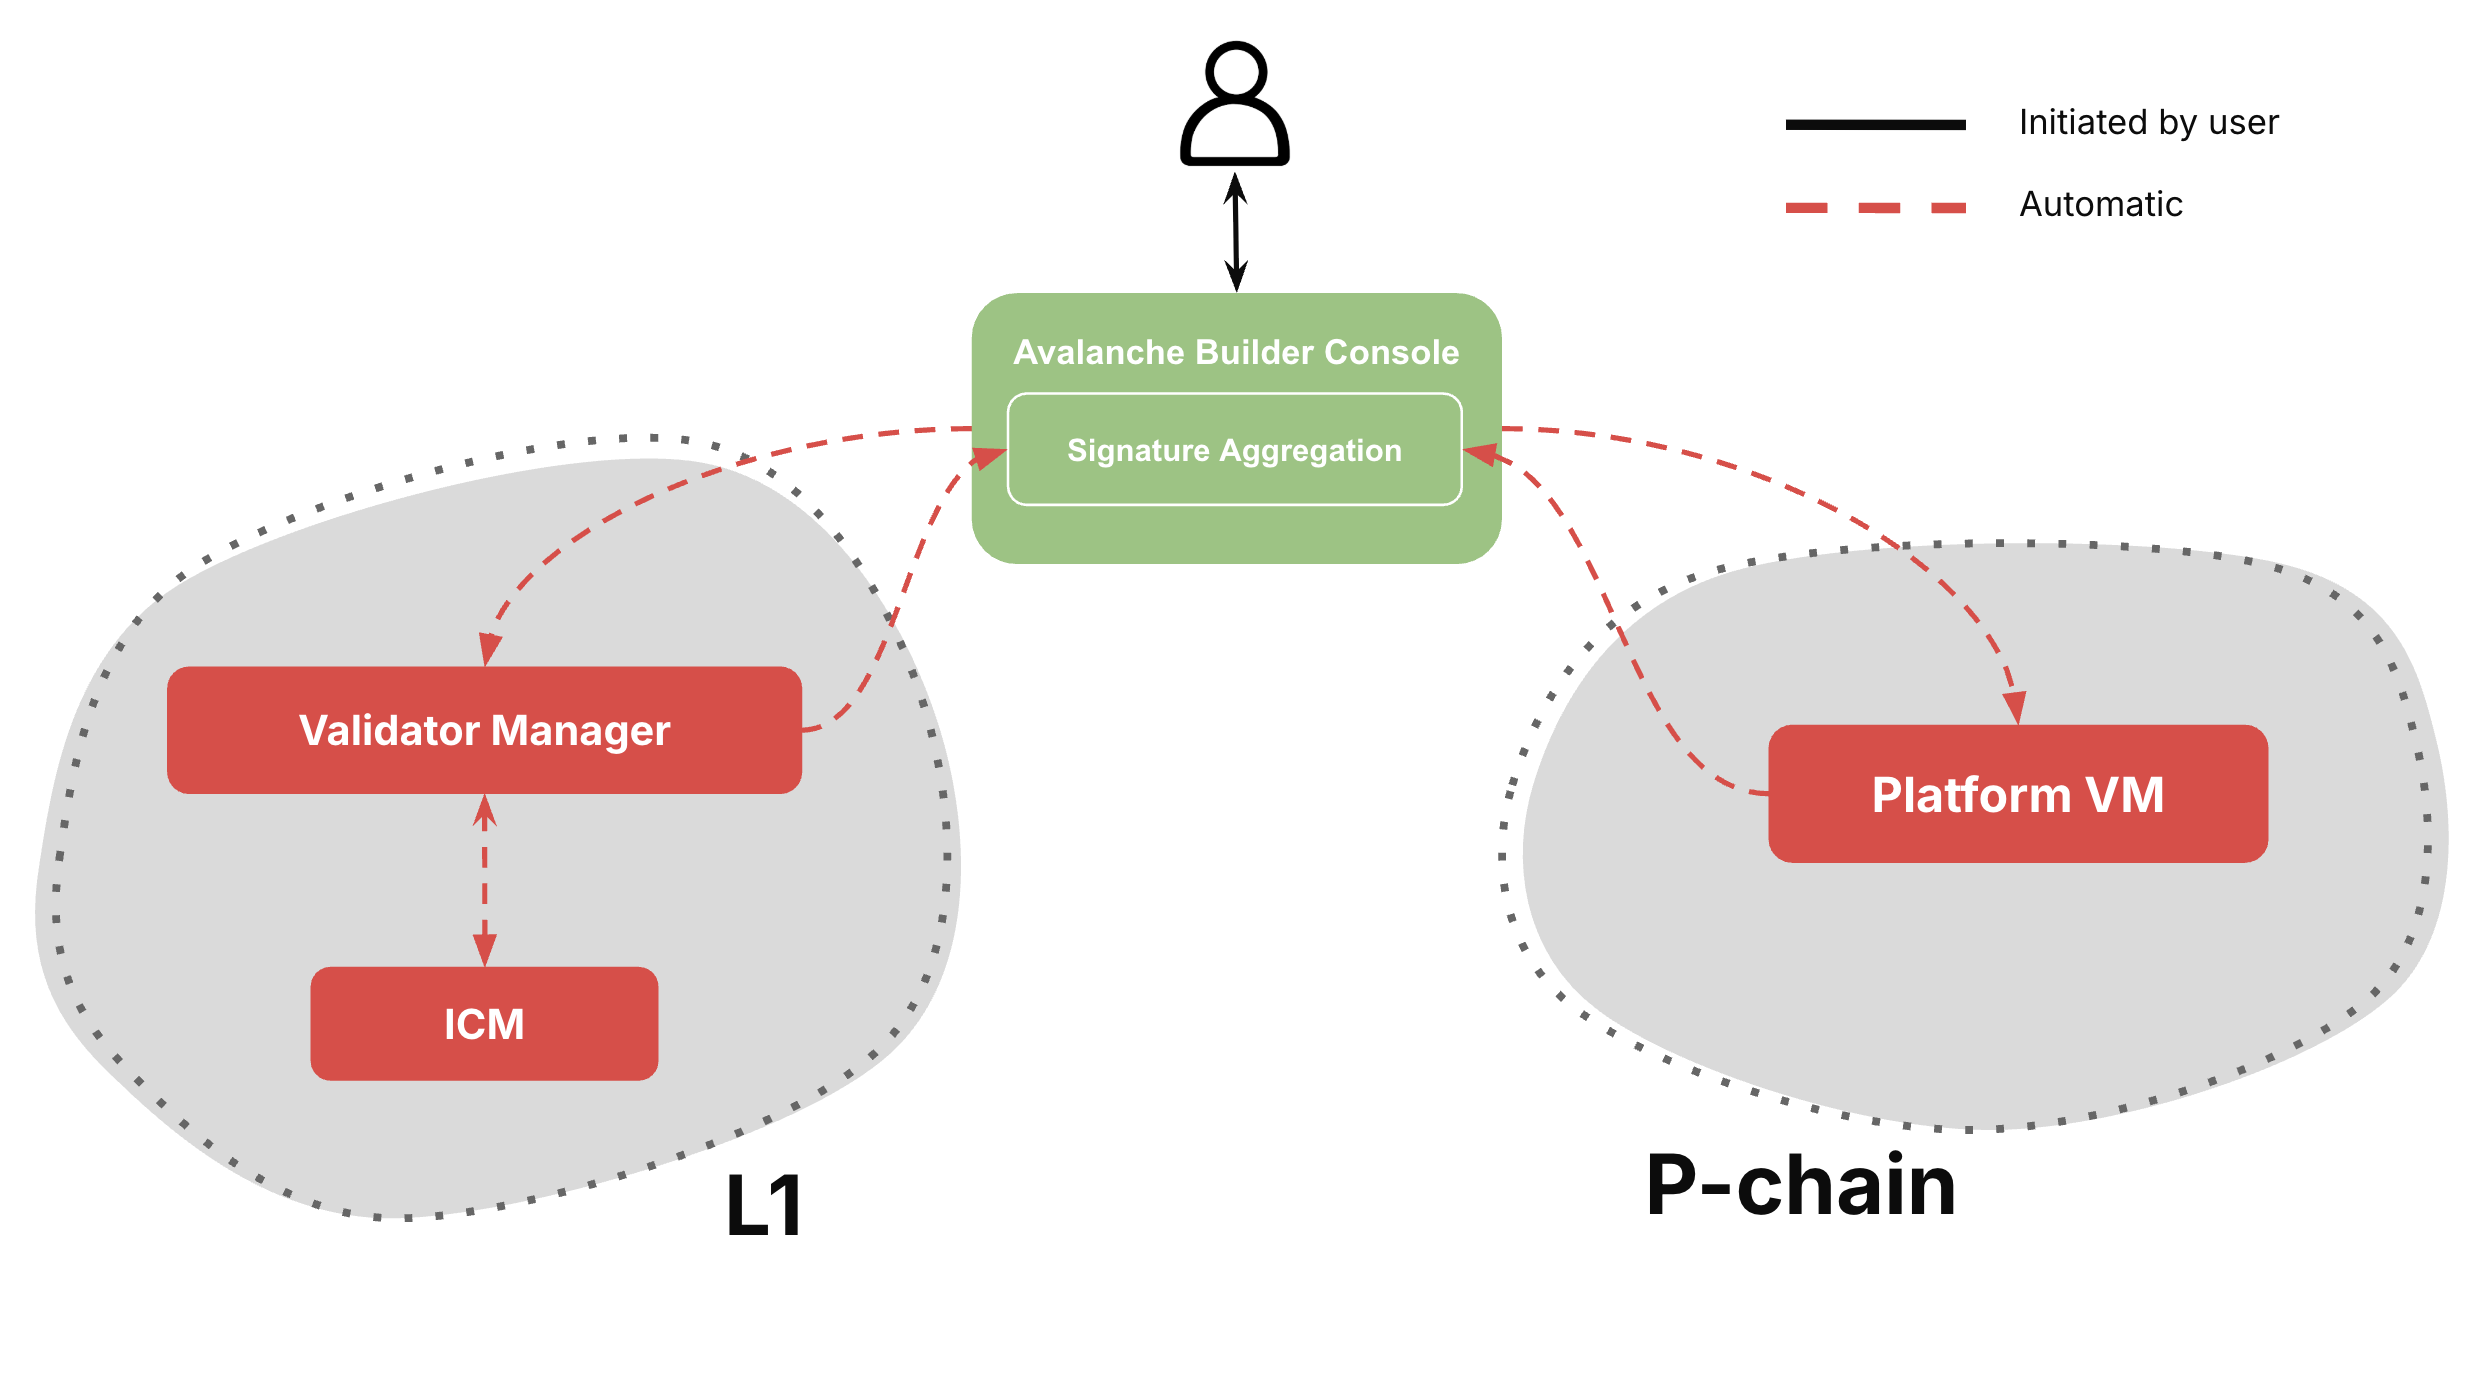 Initiated by user
Automatic
Avalanche Builder Console
Signature Aggregation
Validator Manager
ICM
L1
Platform VM
P-chain